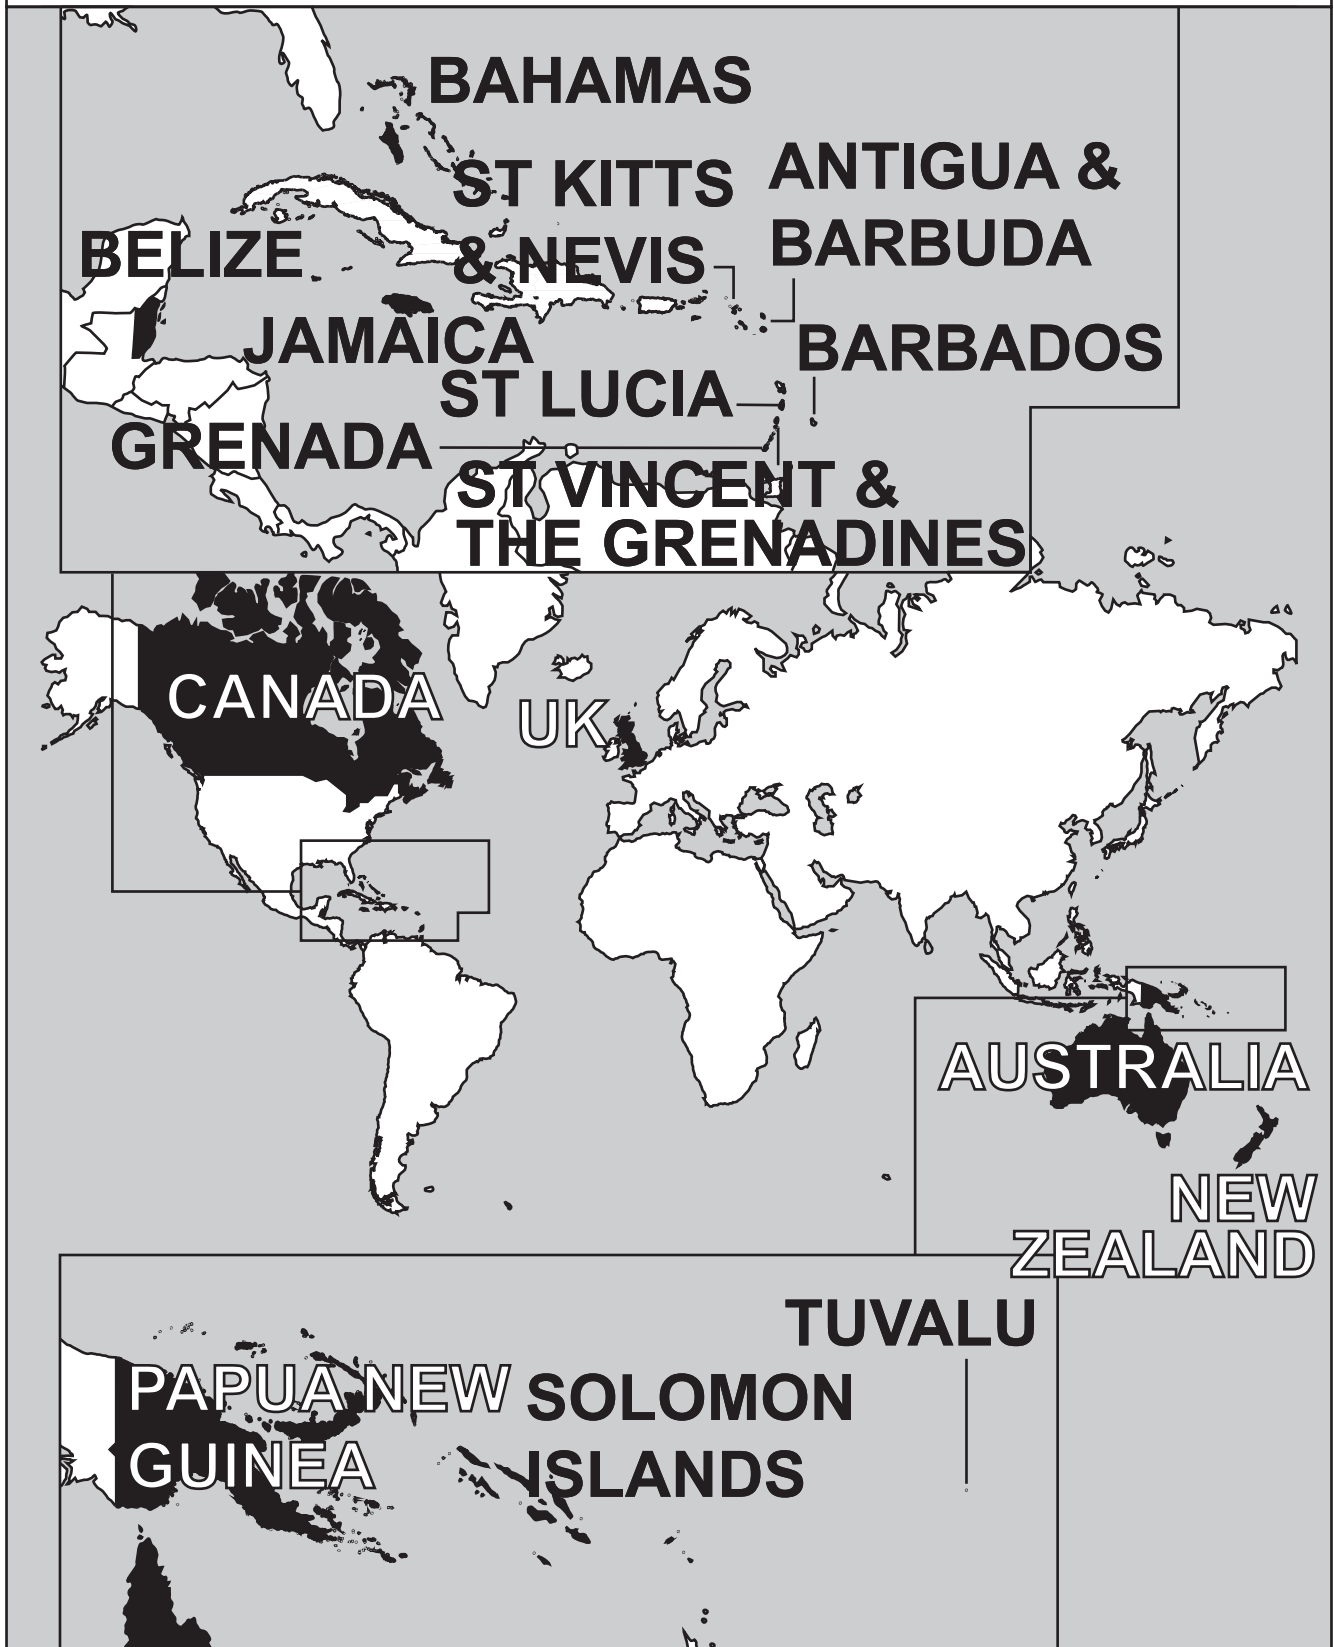 BAHAMAS
ST KITTS
& NEVIS
ANTIGUA &
BARBUDA
BELIZE
JAMAICA
BARBADOS
ST LUCIA
GRENADA
ST VINCENT &
THE GRENADINES
CANADA
UK
AUSTRALIA
NEW
ZEALAND
TUVALU
PAPUA NEW
GUINEA
SOLOMON
ISLANDS